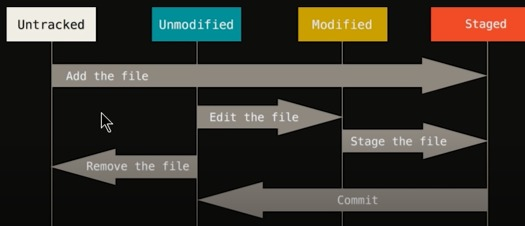 Untracked
Unmodified
Modified
Staged
Add the file
Edit the file
Stage the file
Remove the file
Commit